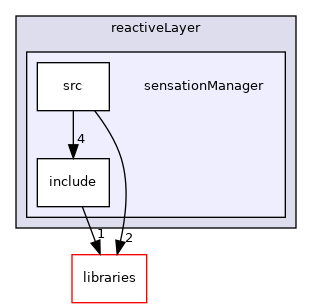 reactiveLayer
src
sensationManager
4
include
1
2
libraries